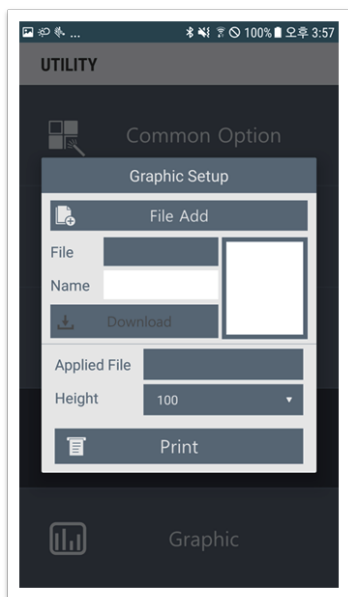 ... 100% 오후 3:57
UTILITY
Common Option
Graphic Setup
File Add
File
Name
Download
Applied File
Height 100
Print
Graphic